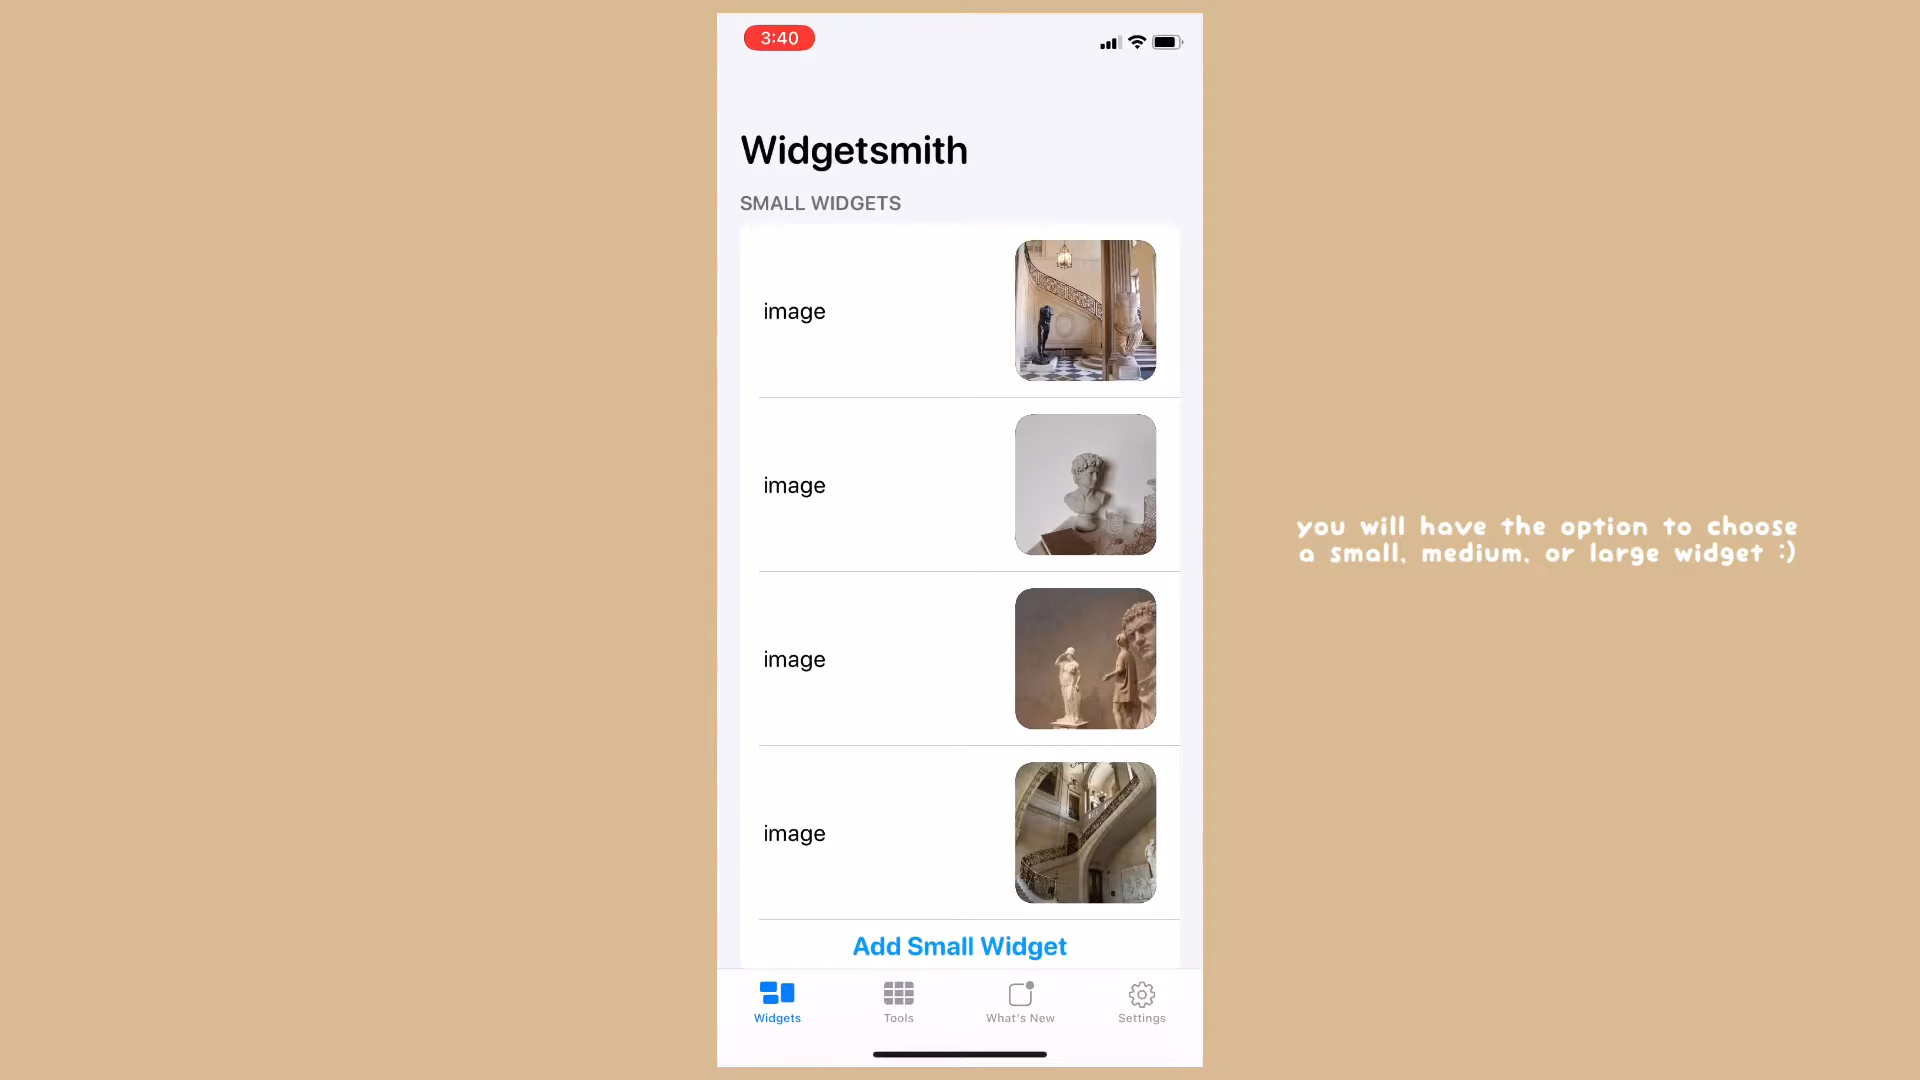 3:40
Widgetsmith
SMALL WIDGETS
image
image
image
image
Add Small Widget
Widgets
Tools
What's New
Settings
you will have the option to choose
a small, medium, or large widget :)